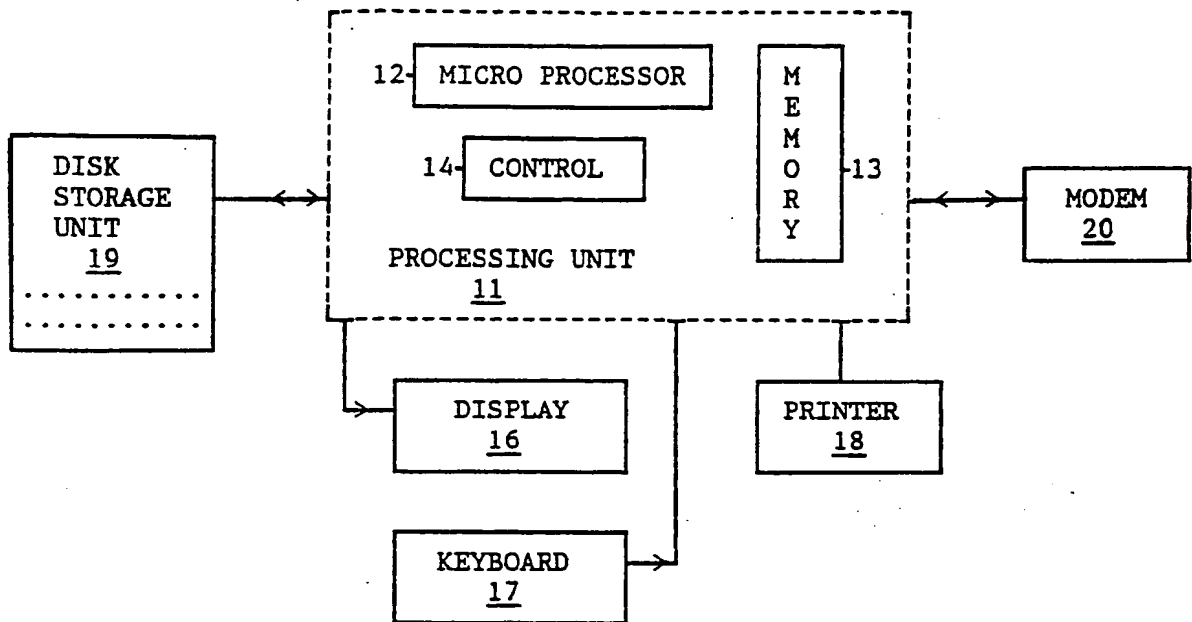 12 MICRO PROCESSOR
M
E
M
O
R
Y
13
14 CONTROL
PROCESSING UNIT
11
DISK
STORAGE
UNIT
19
....................
....................
MODEM
20
DISPLAY
16
PRINTER
18
KEYBOARD
17